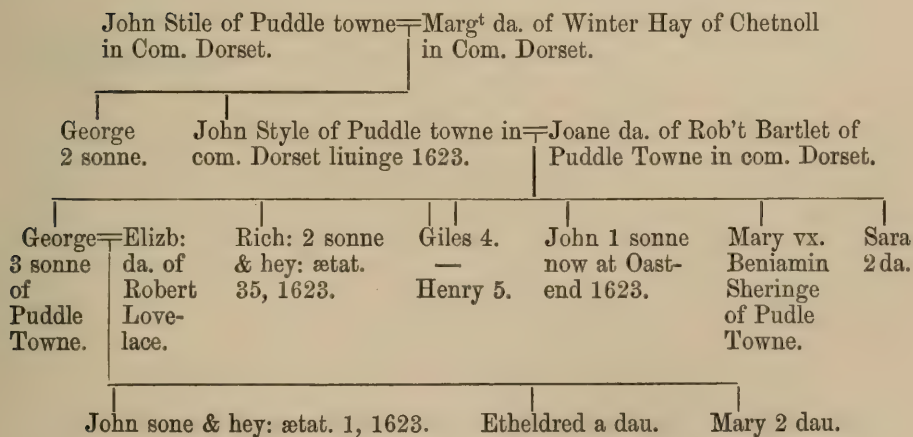 John Stile of Puddle towne = Margᵗ da. of Winter Hay of Chetnoll
in Com. Dorset.
in Com. Dorset.
George
2 sonne.
John Style of Puddle towne in = Joane da. of Rob't Bartlet of
com. Dorset liuinge 1623.
Puddle Towne in com. Dorset.
George =
3 sonne
of
Puddle
Towne.
Elizb:
da. of
Robert
Love-
lace.
Rich: 2 sonne
& hey: ætat.
35, 1623.
Giles 4.
—
Henry 5.
John 1 sonne
now at Oast-
end 1623.
Mary vx.
Beniamin
Sheringe
of Pudle
Towne.
Sara
2 da.
John sone & hey: ætat. 1, 1623.
Etheldred a dau.
Mary 2 dau.